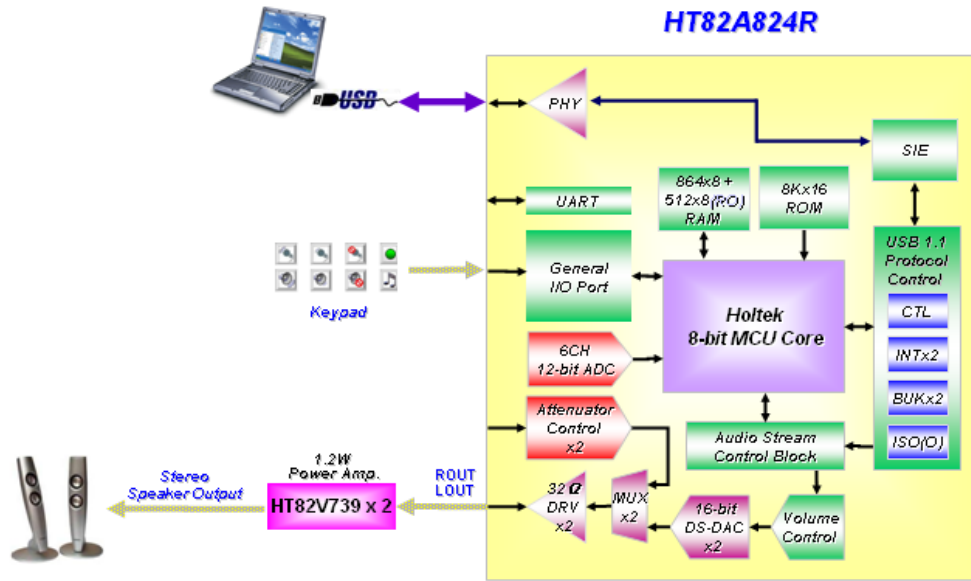 HT82A824R
USB
PHY
SIE
864x8 +
512x8(RO)
RAM
8Kx16
ROM
UART
USB 1.1
Protocol
Control
General
I/O Port
Keypad
Holtek
8-bit MCU Core
CTL
INTx2
BUKx2
ISO(O)
6CH
12-bit ADC
Attenuator
Control
x2
Audio Stream
Control Block
1.2W
Power Amp.
Stereo
Speaker Output
HT82V739 x 2
ROUT
LOUT
32Ω
DRV
x2
MUX
x2
16-bit
DS-DAC
x2
Volume
Control